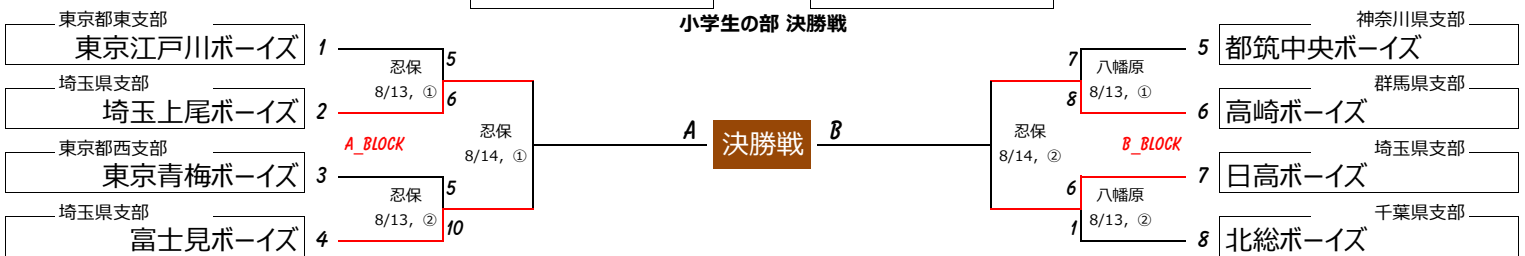 小学生の部 決勝戦
東京都東支部
東京江戸川ボーイズ 1
埼玉県支部
埼玉上尾ボーイズ 2
東京都西支部
東京青梅ボーイズ 3
埼玉県支部
富士見ボーイズ 4
5
忍保
8/13, ①
6
A_BLOCK
5
忍保
8/13, ②
10
忍保
8/14, ①
A 決勝戦 B
忍保
8/14, ②
7
八幡原
8/13, ①
8
B_BLOCK
6
八幡原
8/13, ②
1
神奈川県支部
5 都筑中央ボーイズ
群馬県支部
6 高崎ボーイズ
埼玉県支部
7 日高ボーイズ
千葉県支部
8 北総ボーイズ